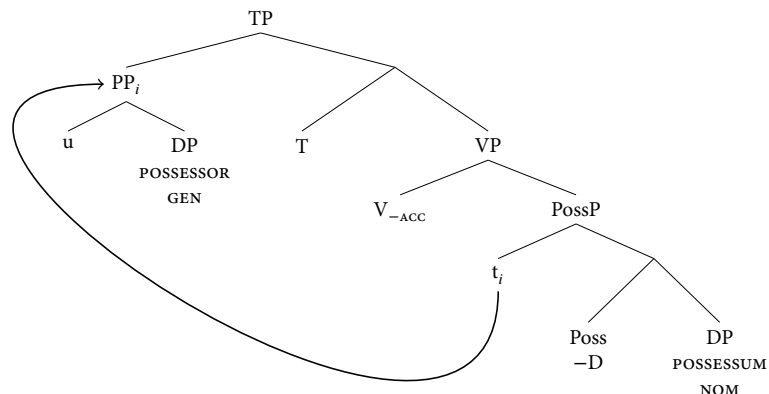 TP
PPᵢ
u DP T VP
POSSESSOR
GEN
V₋ACC PossP
tᵢ
Poss DP
−D POSSESSUM
NOM